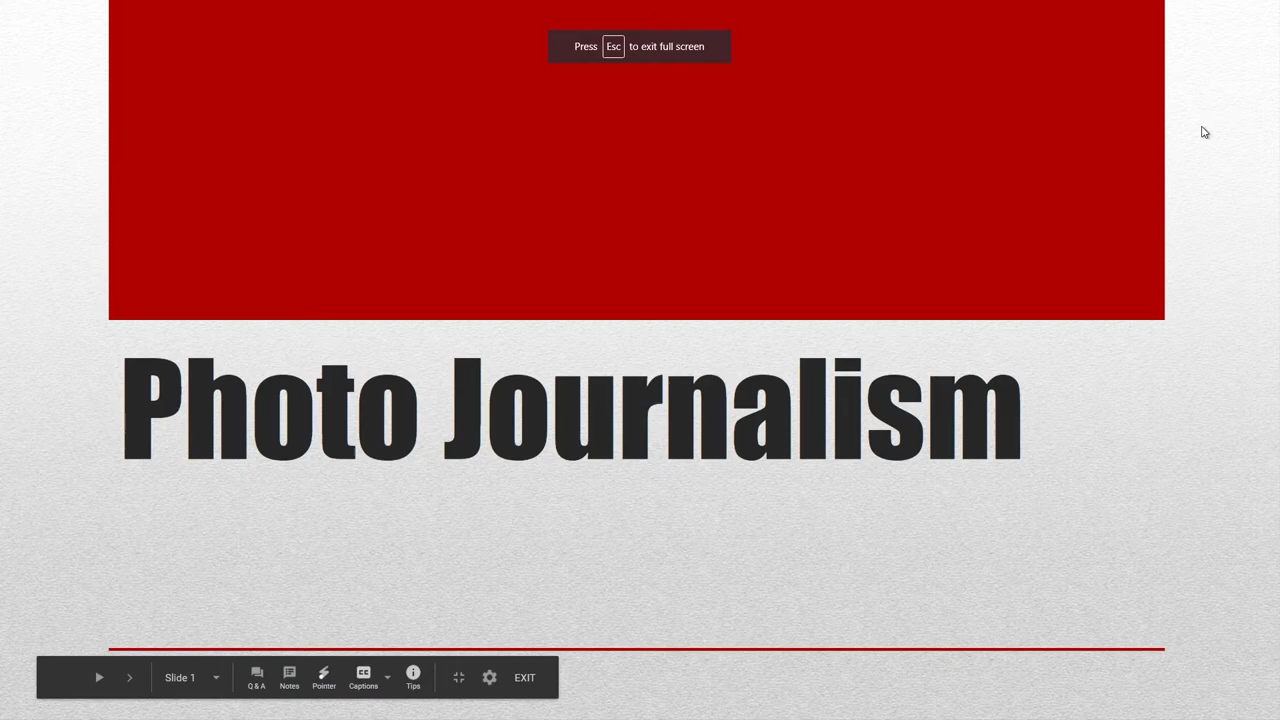 Press Esc to exit full screen
Photo Journalism
Slide 1
Q & A
Notes
Pointer
Captions
Tips
EXIT